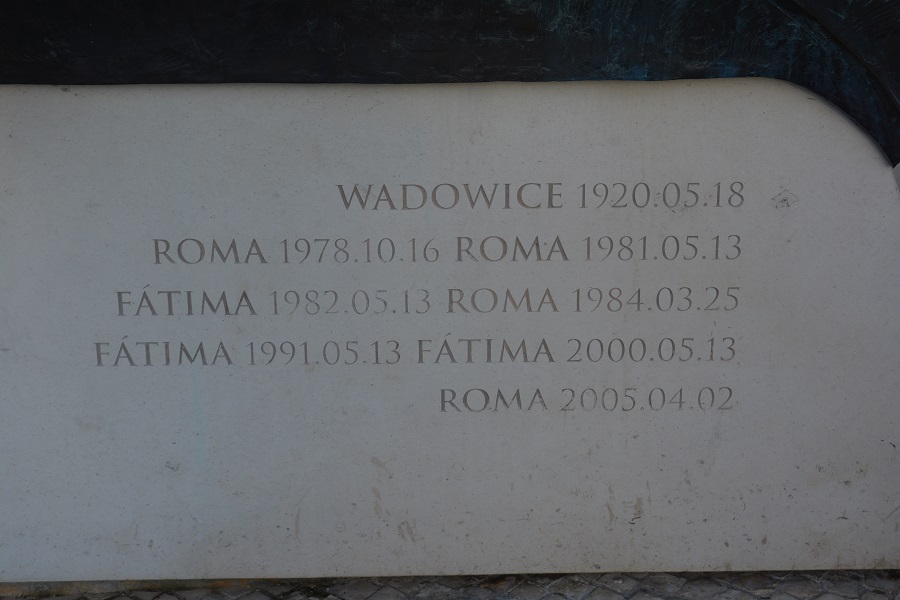 WADOWICE 1920.05.18
ROMA 1978.10.16 ROMA 1981.05.13
FÁTIMA 1982.05.13 ROMA 1984.03.25
FÁTIMA 1991.05.13 FÁTIMA 2000.05.13
ROMA 2005.04.02